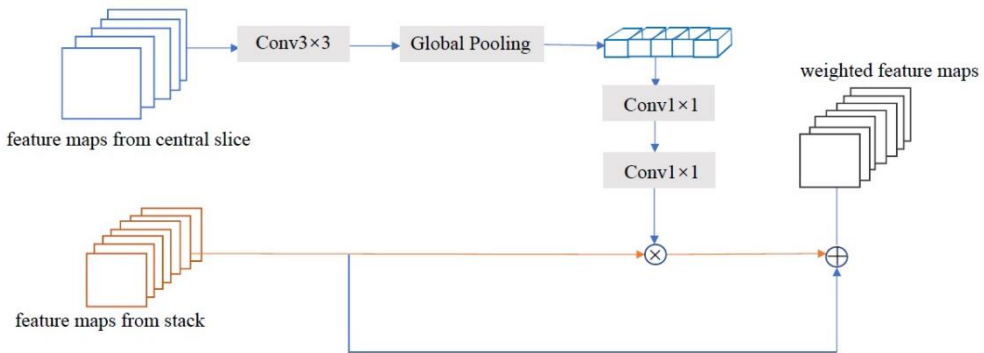 Conv3×3
Global Pooling
feature maps from central slice
weighted feature maps
Conv1×1
Conv1×1
feature maps from stack